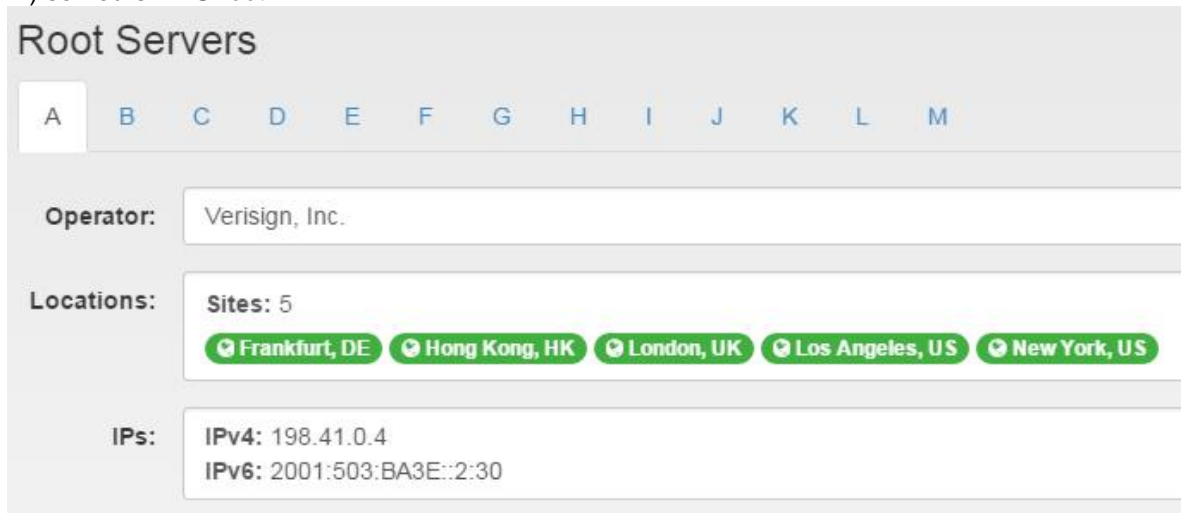 Root Servers
A B C D E F G H I J K L M
Operator: Verisign, Inc.
Locations: Sites: 5
Frankfurt, DE Hong Kong, HK London, UK Los Angeles, US New York, US
IPs: IPv4: 198.41.0.4
IPv6: 2001:503:BA3E::2:30